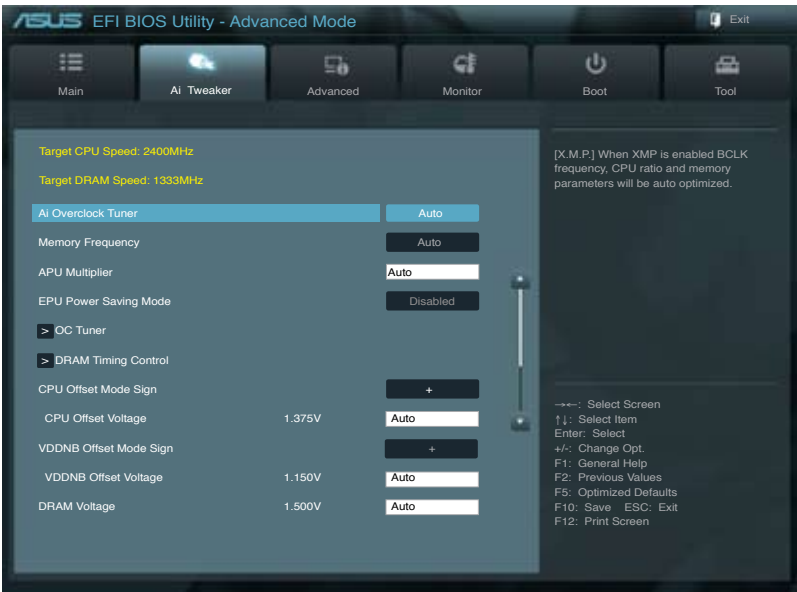 ASUS EFI BIOS Utility - Advanced Mode
Exit
Main
Ai Tweaker
Advanced
Monitor
Boot
Tool
Target CPU Speed: 2400MHz
Target DRAM Speed: 1333MHz
Ai Overclock Tuner Auto
Memory Frequency Auto
APU Multiplier Auto
EPU Power Saving Mode Disabled
> OC Tuner
> DRAM Timing Control
CPU Offset Mode Sign +
CPU Offset Voltage 1.375V Auto
VDDNB Offset Mode Sign +
VDDNB Offset Voltage 1.150V Auto
DRAM Voltage 1.500V Auto
[X.M.P.] When XMP is enabled BCLK
frequency, CPU ratio and memory
parameters will be auto optimized.
→←: Select Screen
↑↓: Select Item
Enter: Select
+/-: Change Opt.
F1: General Help
F2: Previous Values
F5: Optimized Defaults
F10: Save ESC: Exit
F12: Print Screen